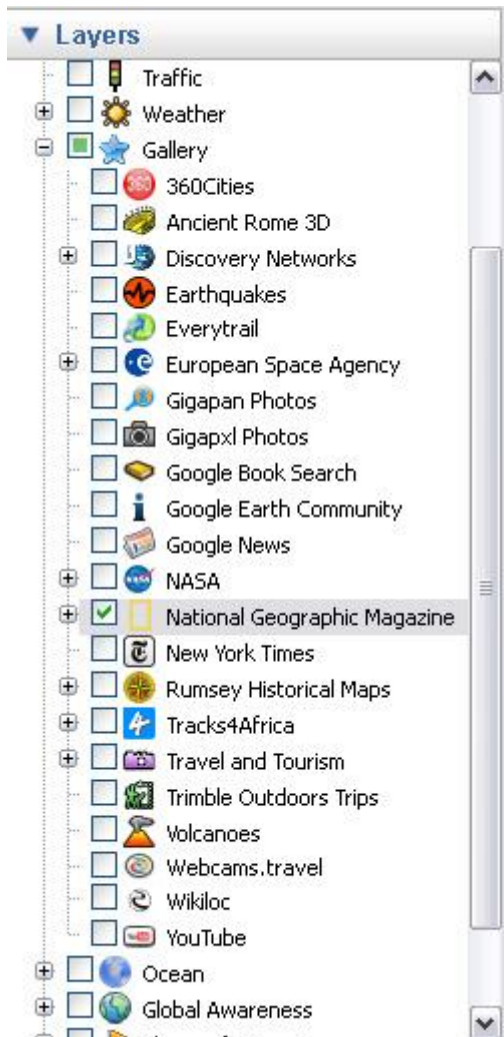 Layers
Traffic
Weather
Gallery
360Cities
Ancient Rome 3D
Discovery Networks
Earthquakes
Everytrail
European Space Agency
Gigapan Photos
Gigapxl Photos
Google Book Search
Google Earth Community
Google News
NASA
National Geographic Magazine
New York Times
Rumsey Historical Maps
Tracks4Africa
Travel and Tourism
Trimble Outdoors Trips
Volcanoes
Webcams.travel
Wikiloc
YouTube
Ocean
Global Awareness